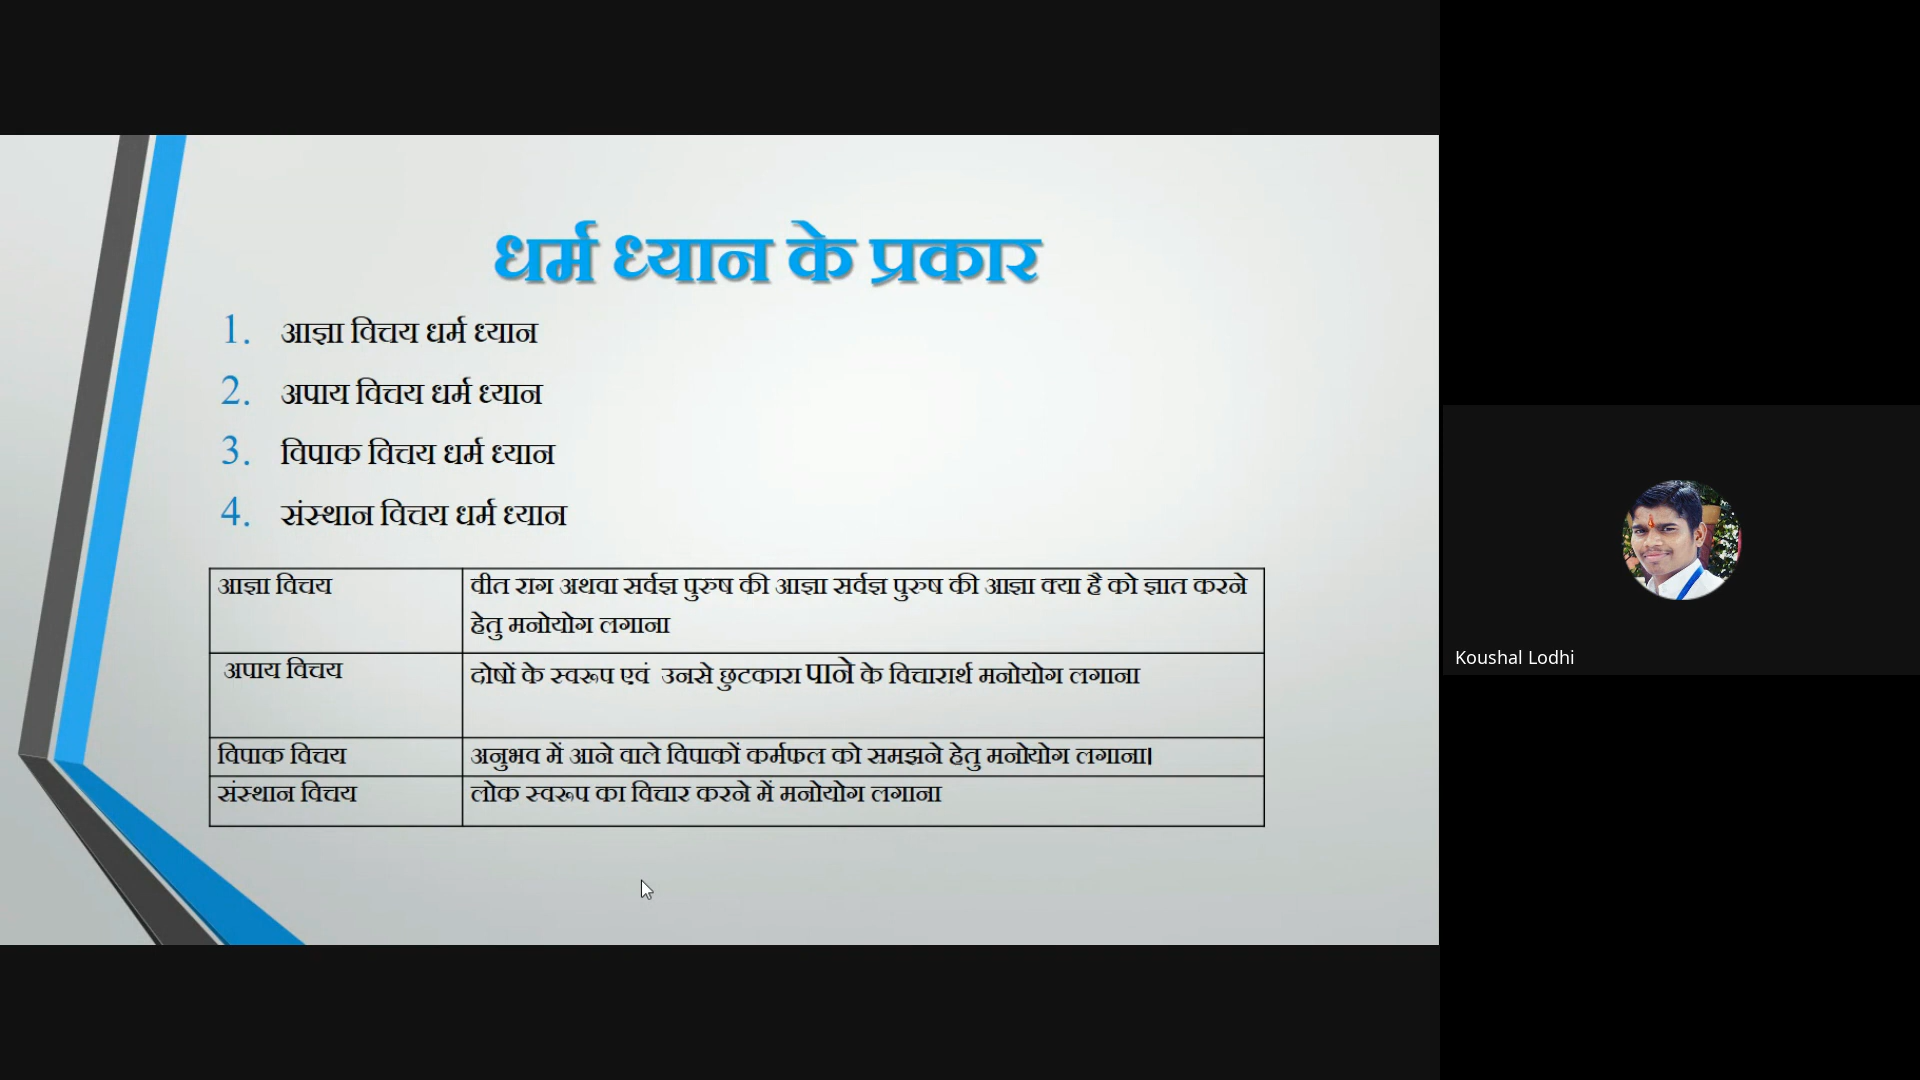 धर्म ध्यान के प्रकार
1. आज्ञा विचय धर्म ध्यान
2. अपाय विचय धर्म ध्यान
3. विपाक विचय धर्म ध्यान
4. संस्थान विचय धर्म ध्यान
आज्ञा विचय
वीत राग अथवा सर्वज्ञ पुरुष की आज्ञा सर्वज्ञ पुरुष की आज्ञा क्या है को ज्ञात करने
हेतु मनोयोग लगाना
अपाय विचय
दोषों के स्वरूप एवं उनसे छुटकारा पाने के विचारार्थ मनोयोग लगाना
विपाक विचय
अनुभव में आने वाले विपाकों कर्मफल को समझने हेतु मनोयोग लगाना।
संस्थान विचय
लोक स्वरूप का विचार करने में मनोयोग लगाना
Koushal Lodhi